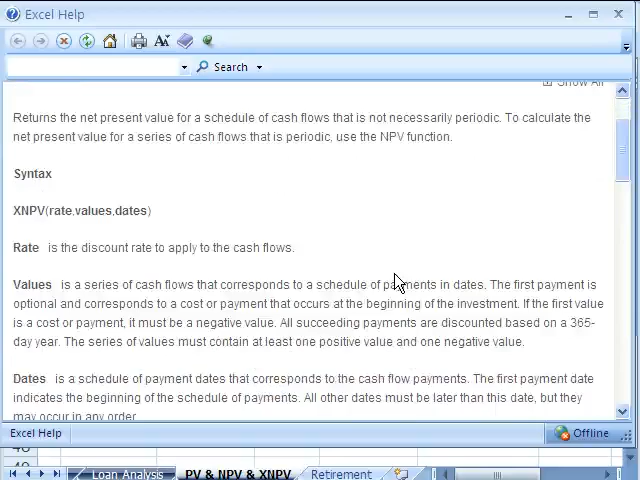 Excel Help
Search
Show All
Returns the net present value for a schedule of cash flows that is not necessarily periodic. To calculate the
net present value for a series of cash flows that is periodic, use the NPV function.
Syntax
XNPV(rate,values,dates)
Rate is the discount rate to apply to the cash flows.
Values is a series of cash flows that corresponds to a schedule of payments in dates. The first payment is
optional and corresponds to a cost or payment that occurs at the beginning of the investment. If the first value
is a cost or payment, it must be a negative value. All succeeding payments are discounted based on a 365-
day year. The series of values must contain at least one positive value and one negative value.
Dates is a schedule of payment dates that corresponds to the cash flow payments. The first payment date
indicates the beginning of the schedule of payments. All other dates must be later than this date, but they
may occur in any order.
Excel Help
Offline
Loan Analysis
PV & NPV & XNPV
Retirement